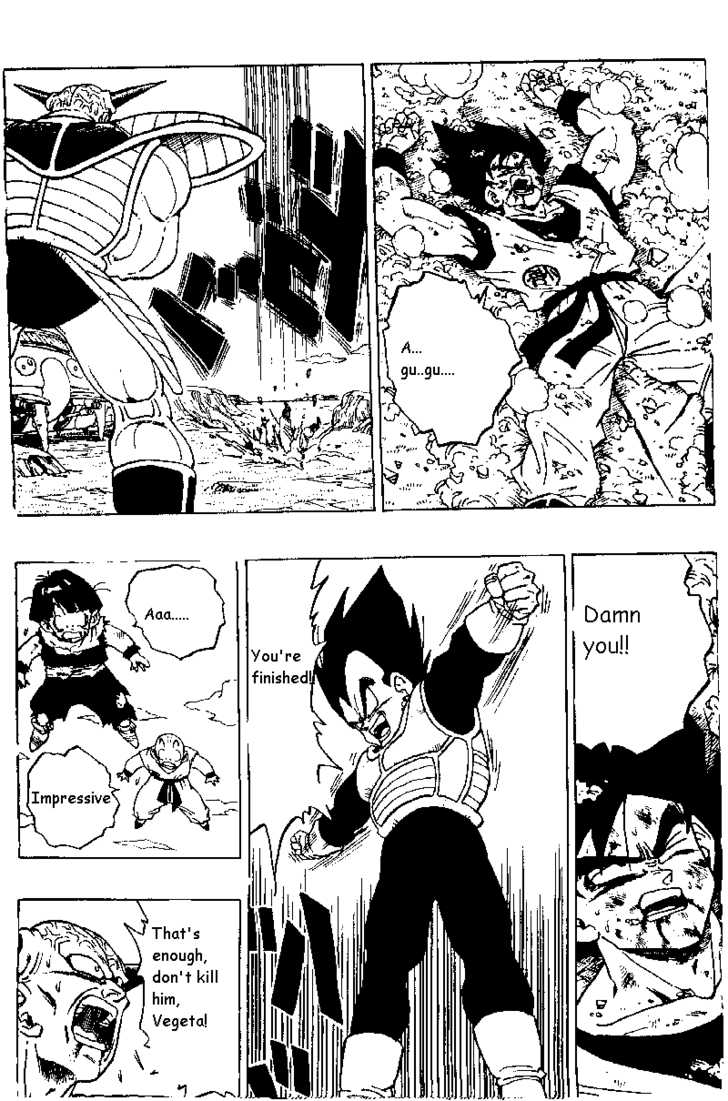 A...
gu..gu....
Damn
you!!
You're
finished!!
Aaa.....
Impressive
That's
enough,
don't kill
him,
Vegeta!